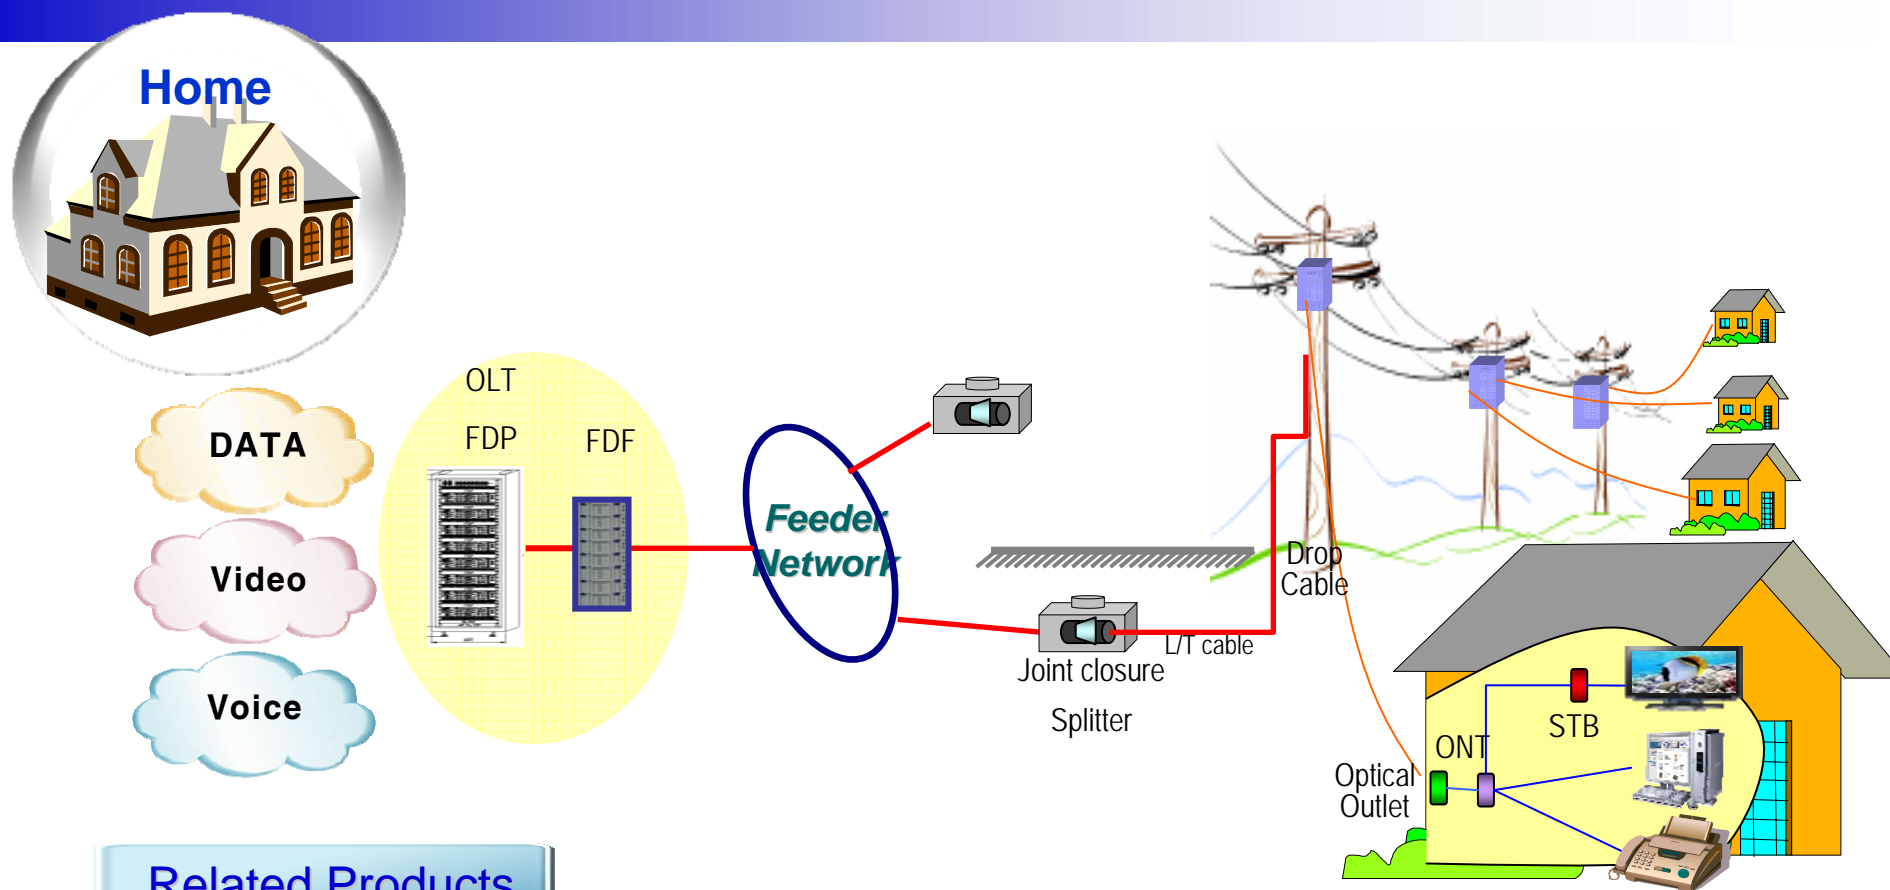 Home
OLT
FDP
FDF
DATA
Video
Voice
Feeder
Network
Drop
Cable
L/T cable
Joint closure
Splitter
STB
ONT
Optical
Outlet
Related Products